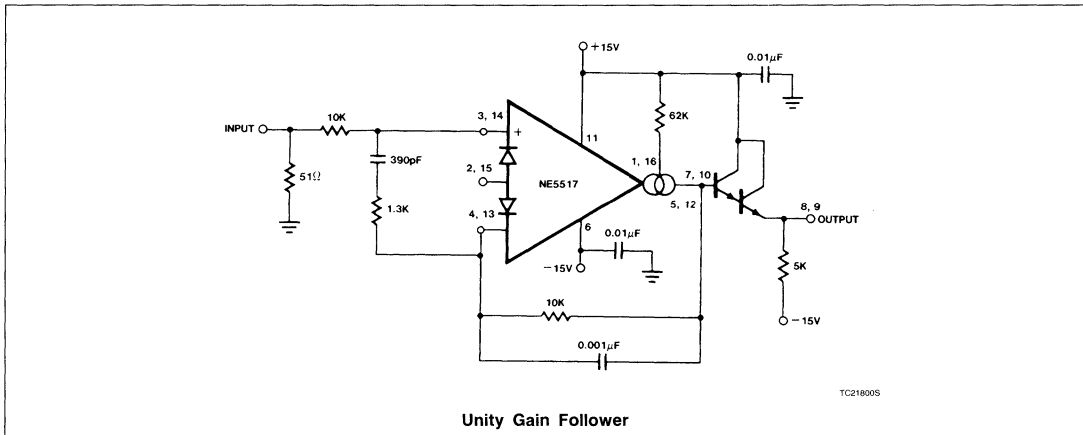 +15V
0.01μF
10K
3, 14
INPUT
+
62K
11
390pF
1, 16
51Ω
2, 15
NE5517
7, 10
5, 12
4, 13
8, 9
OUTPUT
1.3K
6
0.01μF
−15V
5K
10K
−15V
0.001μF
TC21800S
Unity Gain Follower